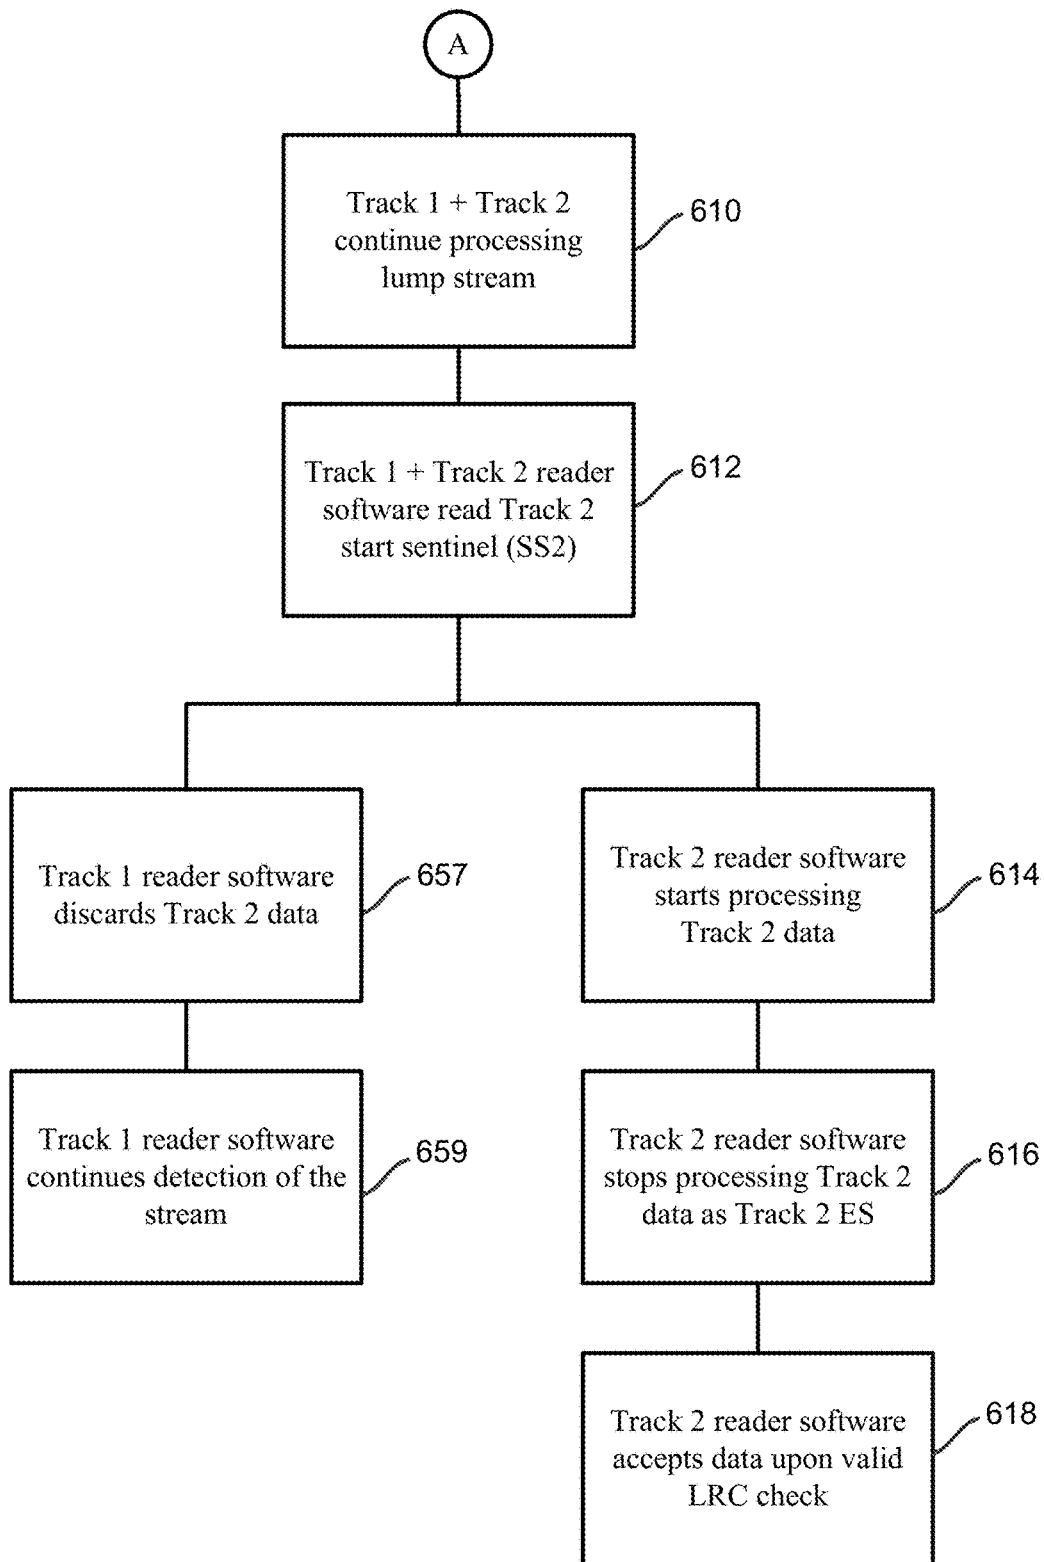 A
Track 1 + Track 2
continue processing
lump stream
610
Track 1 + Track 2 reader
software read Track 2
start sentinel (SS2)
612
Track 1 reader software
discards Track 2 data
657
Track 2 reader software
starts processing
Track 2 data
614
Track 1 reader software
continues detection of the
stream
659
Track 2 reader software
stops processing Track 2
data as Track 2 ES
616
Track 2 reader software
accepts data upon valid
LRC check
618